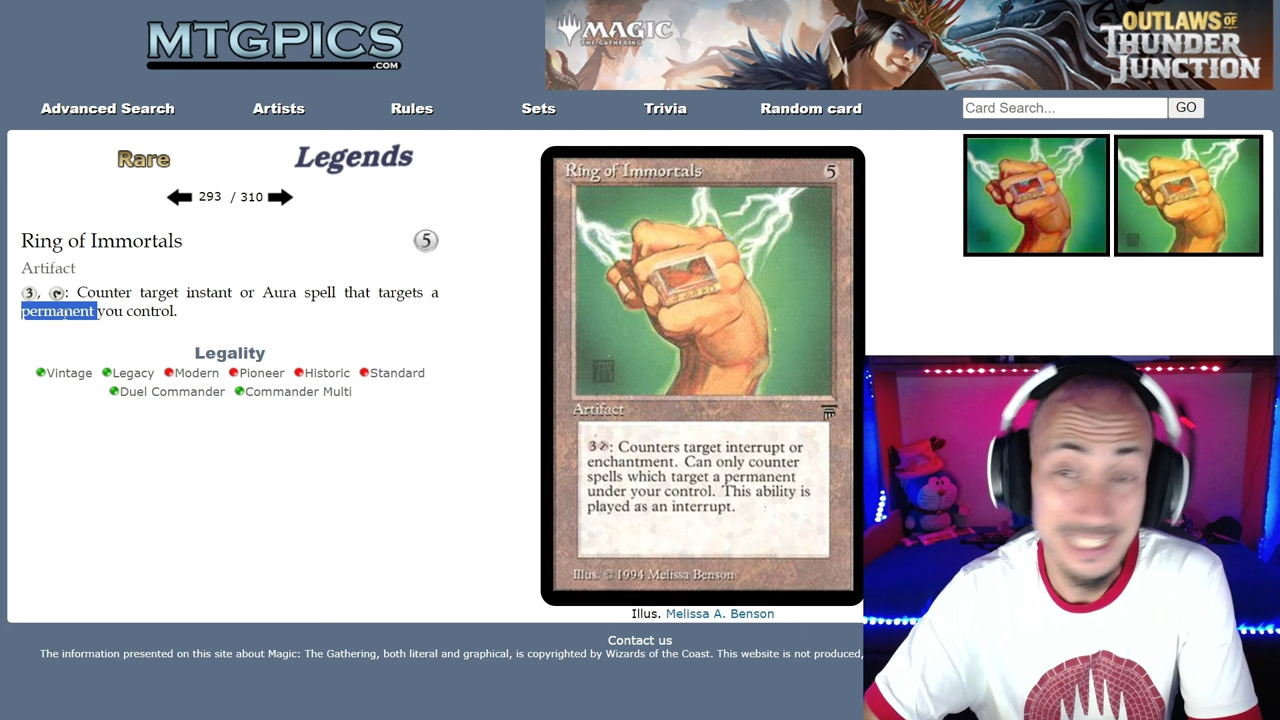 MTGPICS
.COM
MAGIC
THE GATHERING
OUTLAWS OF
THUNDER
JUNCTION
Advanced Search
Artists
Rules
Sets
Trivia
Random card
Card Search...
GO
Rare
Legends
293 / 310
Ring of Immortals 5
Artifact
3, : Counter target instant or Aura spell that targets a
permanent you control.
Legality
Vintage Legacy Modern Pioneer Historic Standard
Duel Commander Commander Multi
Ring of Immortals 5
Artifact
3 : Counters target interrupt or
enchantment. Can only counter
spells which target a permanent
under your control. This ability is
played as an interrupt.
Illus. © 1994 Melissa Benson
Illus. Melissa A. Benson
Contact us
The information presented on this site about Magic: The Gathering, both literal and graphical, is copyrighted by Wizards of the Coast. This website is not produced,